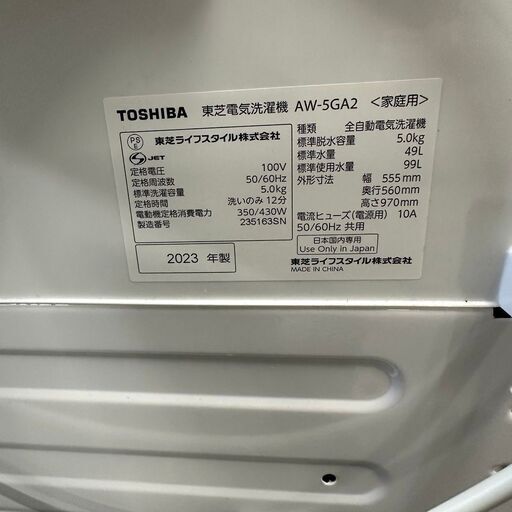 TOSHIBA 東芝電気洗濯機 AW-5GA2 <家庭用>
PS E 東芝ライフスタイル株式会社
S JET
定格電圧 100V
定格周波数 50/60Hz
標準洗濯容量 5.0kg
定格時間 洗いのみ 12分
電動機定格消費電力 350/430W
製造番号 235163SN
2023 年製
種類 全自動電気洗濯機
標準脱水容量 5.0kg
標準水量 49L
標準使用水量 99L
外形寸法 幅 555mm
奥行560mm
高さ970mm
電流ヒューズ(電源用) 10A
50/60Hz 共用
日本国内専用
Use Only in Japan
東芝ライフスタイル株式会社
MADE IN CHINA